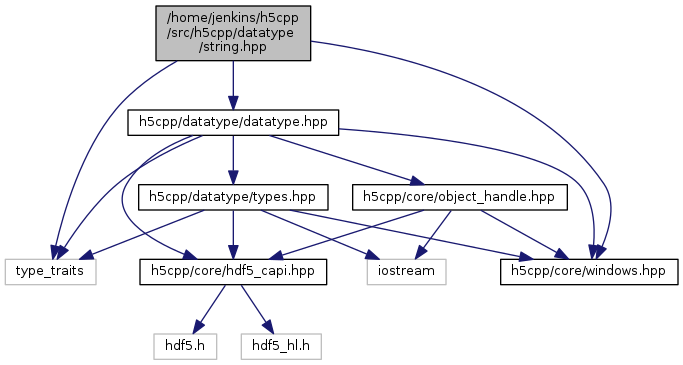 /home/jenkins/h5cpp
/src/h5cpp/datatype
/string.hpp
h5cpp/datatype/datatype.hpp
h5cpp/datatype/types.hpp
h5cpp/core/object_handle.hpp
type_traits
h5cpp/core/hdf5_capi.hpp
iostream
h5cpp/core/windows.hpp
hdf5.h
hdf5_hl.h